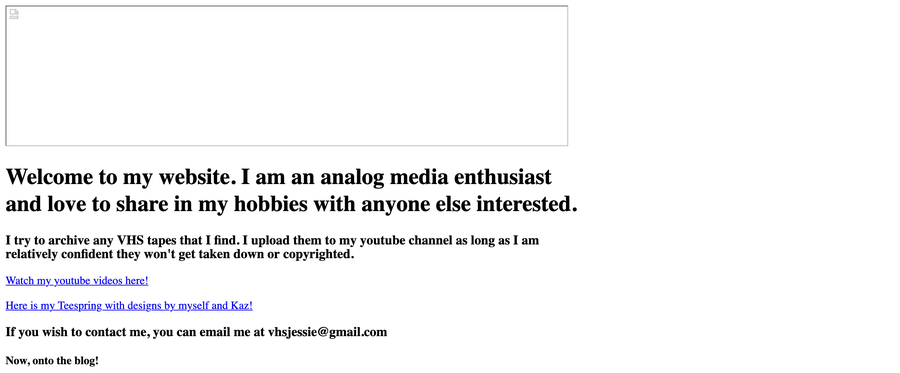 Welcome to my website. I am an analog media enthusiast
and love to share in my hobbies with anyone else interested.
I try to archive any VHS tapes that I find. I upload them to my youtube channel as long as I am
relatively confident they won't get taken down or copyrighted.
Watch my youtube videos here!
Here is my Teespring with designs by myself and Kaz!
If you wish to contact me, you can email me at vhsjessie@gmail.com
Now, onto the blog!